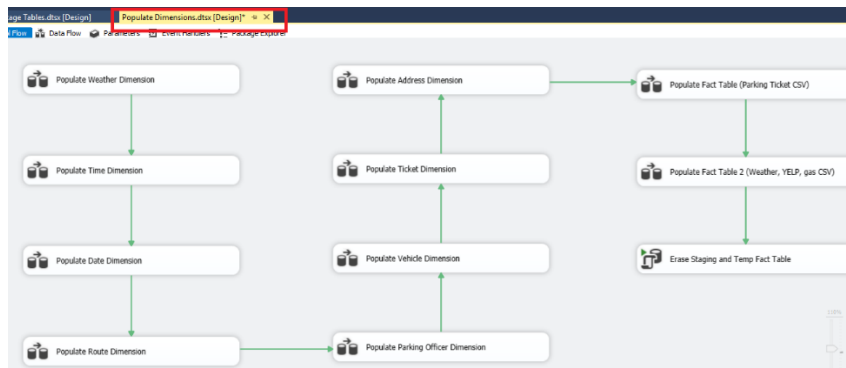 age Tables.dtsx [Design]
Populate Dimensions.dtsx [Design]*
Flow Data Flow Parameters Event Handlers Package Explorer
Populate Weather Dimension
Populate Time Dimension
Populate Date Dimension
Populate Route Dimension
Populate Parking Officer Dimension
Populate Vehicle Dimension
Populate Ticket Dimension
Populate Address Dimension
Populate Fact Table (Parking Ticket CSV)
Populate Fact Table 2 (Weather, YELP, gas CSV)
Erase Staging and Temp Fact Table